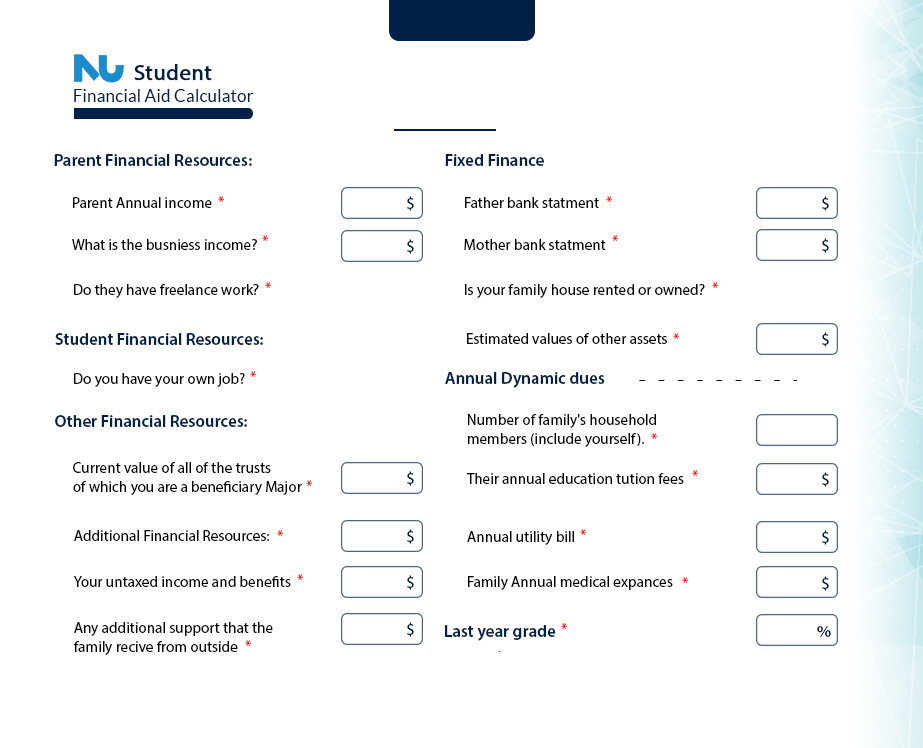 NU Student
Financial Aid Calculator
Parent Financial Resources:
Parent Annual income * $
What is the busniess income? * $
Do they have freelance work? *
Student Financial Resources:
Do you have your own job? *
Other Financial Resources:
Current value of all of the trusts
of which you are a beneficiary Major * $
Additional Financial Resources: * $
Your untaxed income and benefits * $
Any additional support that the
family recive from outside * $
Fixed Finance
Father bank statment * $
Mother bank statment * $
Is your family house rented or owned? *
Estimated values of other assets * $
Annual Dynamic dues
Number of family's household
members (include yourself). *
Their annual education tution fees * $
Annual utility bill * $
Family Annual medical expances * $
Last year grade * %